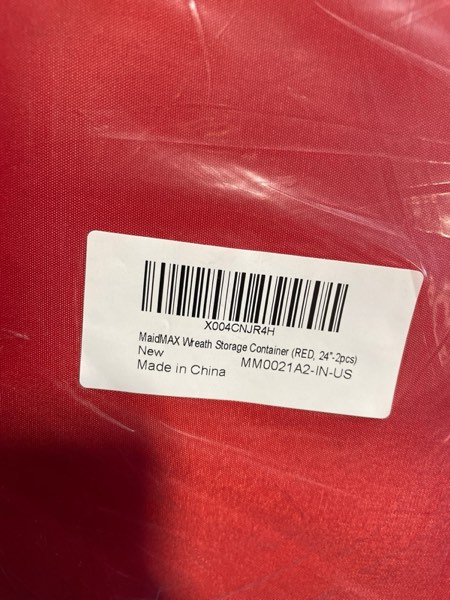 X004CNJR4H
MaidMAX Wreath Storage Container (RED, 24"-2pcs)
New MM0021A2-IN-US
Made in China